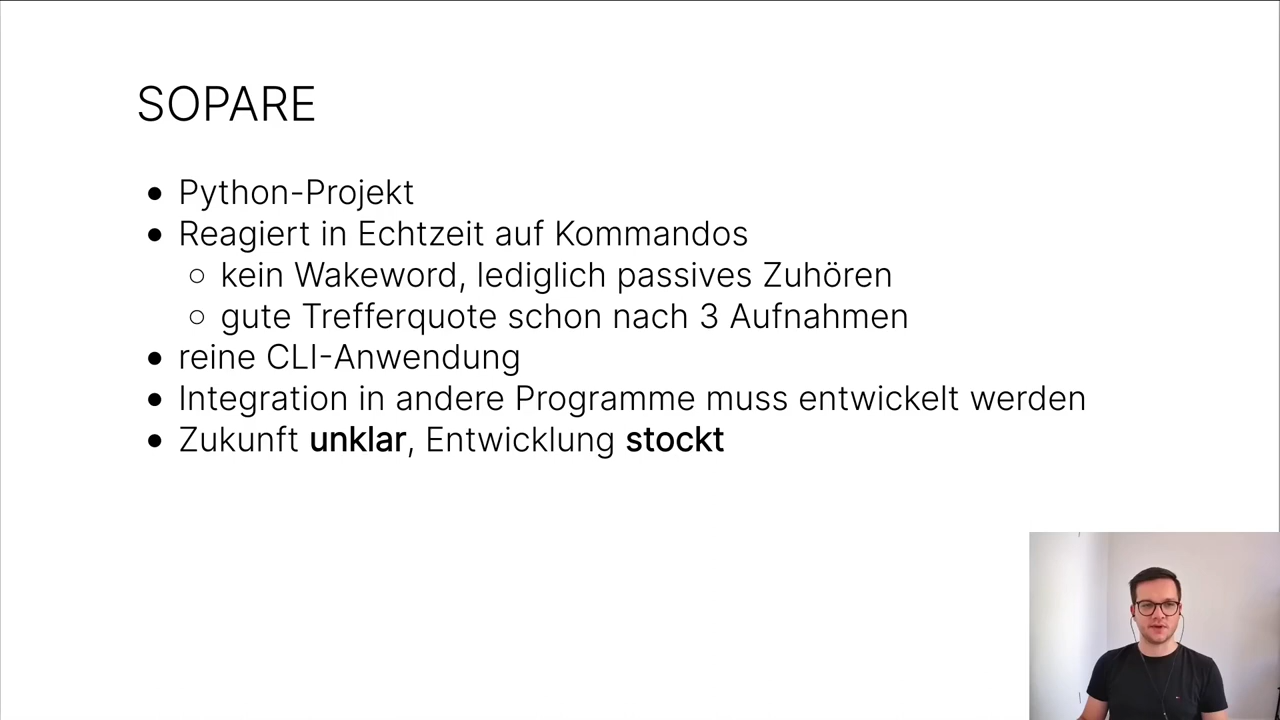 SOPARE
● Python-Projekt
● Reagiert in Echtzeit auf Kommandos
○ kein Wakeword, lediglich passives Zuhören
○ gute Trefferquote schon nach 3 Aufnahmen
● reine CLI-Anwendung
● Integration in andere Programme muss entwickelt werden
● Zukunft unklar, Entwicklung stockt